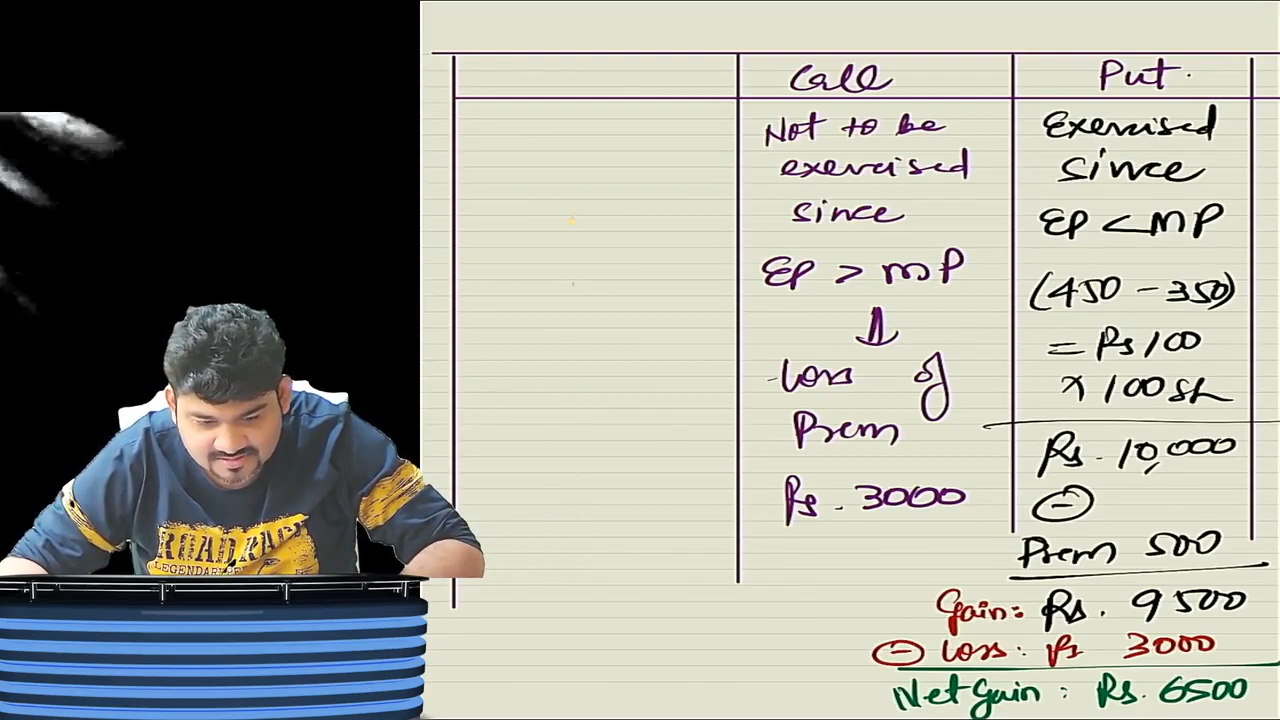 Call
Not to be
exercised
since
EP > MP
Loss of
Prem
Rs. 3000
Put.
Exercised
since
EP < MP
(450 - 350)
= Rs 100
x 100 sh
Rs. 10,000
-
Prem 500
Gain: Rs. 9500
- Loss: Rs 3000
Net Gain : Rs. 6500
ROAD RAGE
LEGENDARY